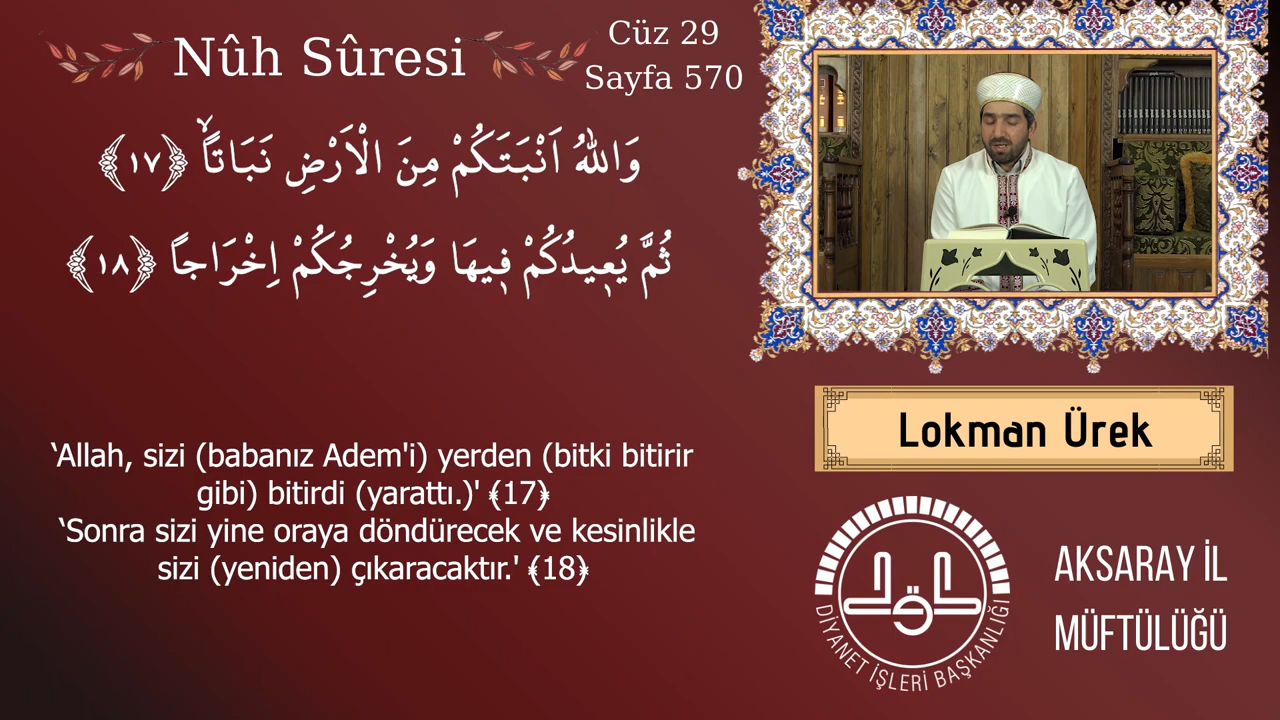 Nûh Sûresi
Cüz 29
Sayfa 570
وَاللّٰهُ اَنْبَتَكُمْ مِنَ الْاَرْضِ نَبَاتاًۙ ﴿١٧﴾
ثُمَّ يُع۪يدُكُمْ ف۪يهَا وَيُخْرِجُكُمْ اِخْرَاجاً ﴿١٨﴾
‘Allah, sizi (babanız Adem'i) yerden (bitki bitirir
gibi) bitirdi (yarattı.)' ﴾17﴿
‘Sonra sizi yine oraya döndürecek ve kesinlikle
sizi (yeniden) çıkaracaktır.' ﴾18﴿
Lokman Ürek
DİYANET İŞLERİ BAŞKANLIĞI
AKSARAY İL
MÜFTÜLÜĞÜ